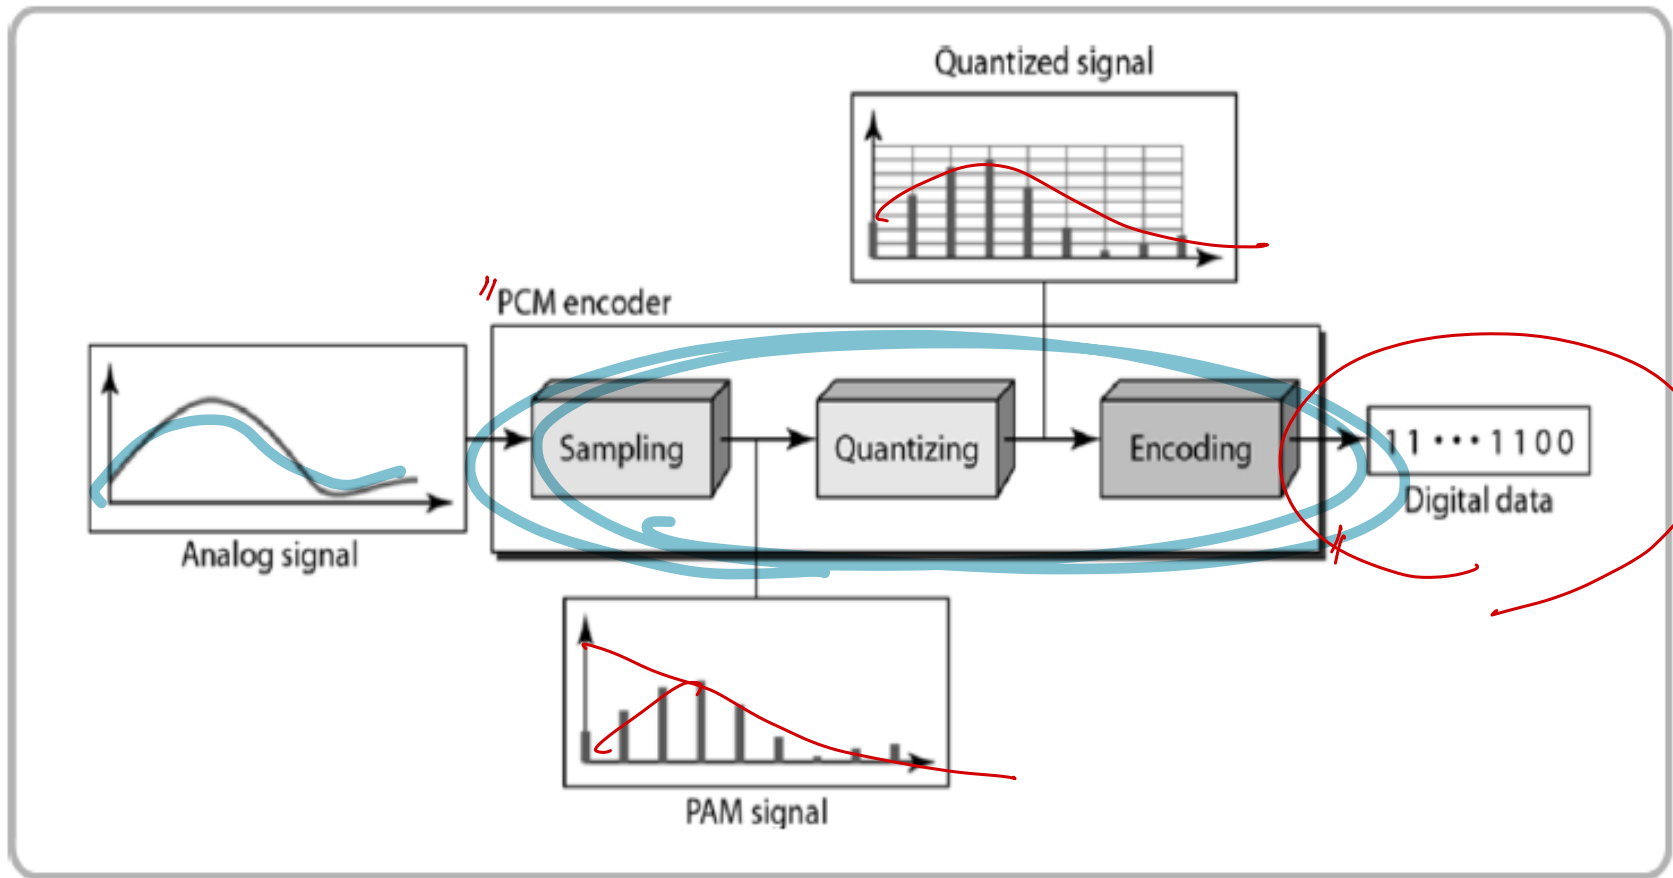 Quantized signal
PCM encoder
Sampling
Quantizing
Encoding
11···1100
Digital data
Analog signal
PAM signal